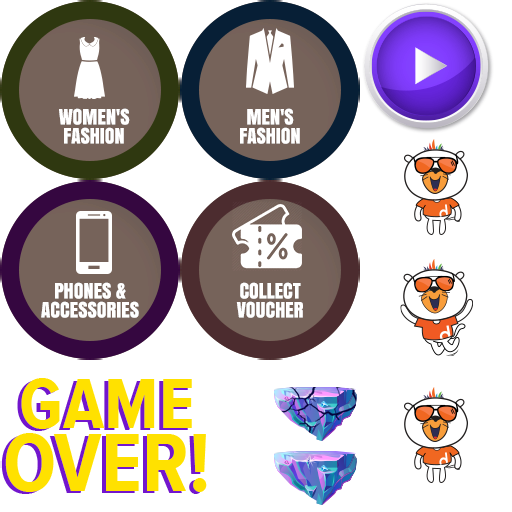 WOMEN'S
FASHION
MEN'S
FASHION
PHONES &
ACCESSORIES
%
COLLECT
VOUCHER
d
d
d
GAME
OVER!